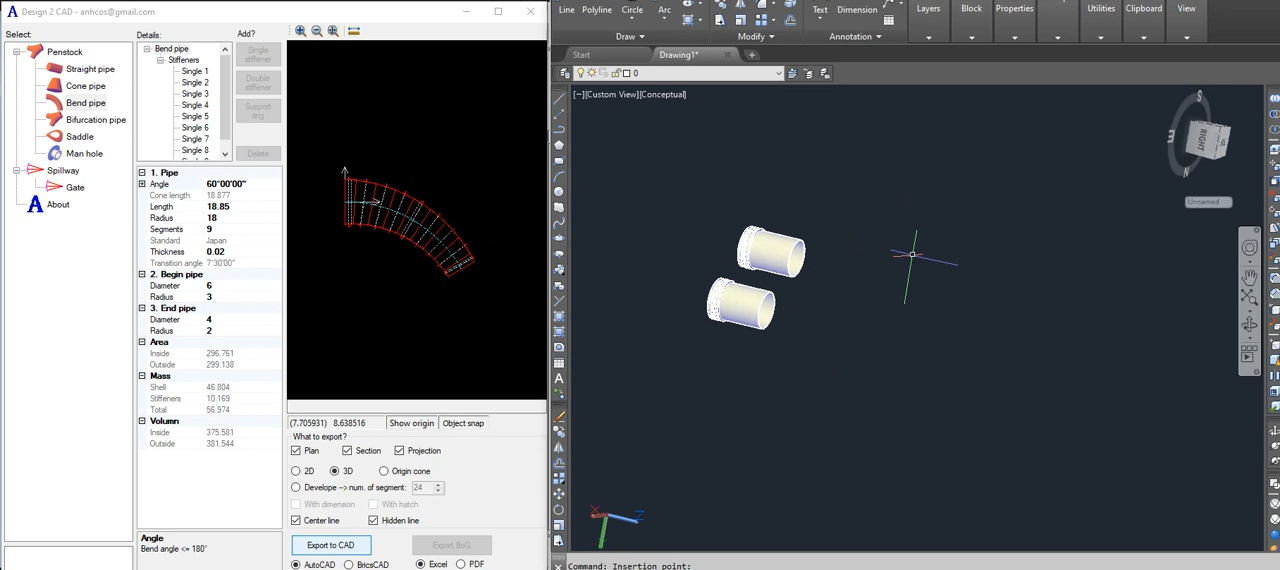 Design 2 CAD - anhcos@gmail.com
Select:
Penstock
Straight pipe
Cone pipe
Bend pipe
Bifurcation pipe
Saddle
Man hole
Spillway
Gate
About
Details:
Bend pipe
Stiffeners
Single 1
Single 2
Single 3
Single 4
Single 5
Single 6
Single 7
Single 8
Add?
Single stiffener
Double stiffener
Support ring
Delete
1. Pipe
Angle 60°00'00"
Cone length 18.877
Length 18.85
Radius 18
Segments 9
Standard Japan
Thickness 0.02
Transition angle 7°30'00"
2. Begin pipe
Diameter 6
Radius 3
3. End pipe
Diameter 4
Radius 2
Area
Inside 296.761
Outside 299.138
Mass
Shell 46.804
Stiffeners 10.169
Total 56.974
Volumn
Inside 375.581
Outside 381.544
Angle
Bend angle <= 180°
(7.705931) 8.638516 Show origin Object snap
What to export?
Plan Section Projection
2D 3D Origin cone
Develope --> num. of segment: 24
With dimension With hatch
Center line Hidden line
Export to CAD Export BoQ
AutoCAD BricsCAD Excel PDF
Line Polyline Circle Arc Text Dimension Layers Block Properties Utilities Clipboard View
Draw Modify Annotation
Start Drawing1* +
0
[−][Custom View][Conceptual]
S
E
RIGHT
N
Unnamed
X Z
Command: Insertion point: